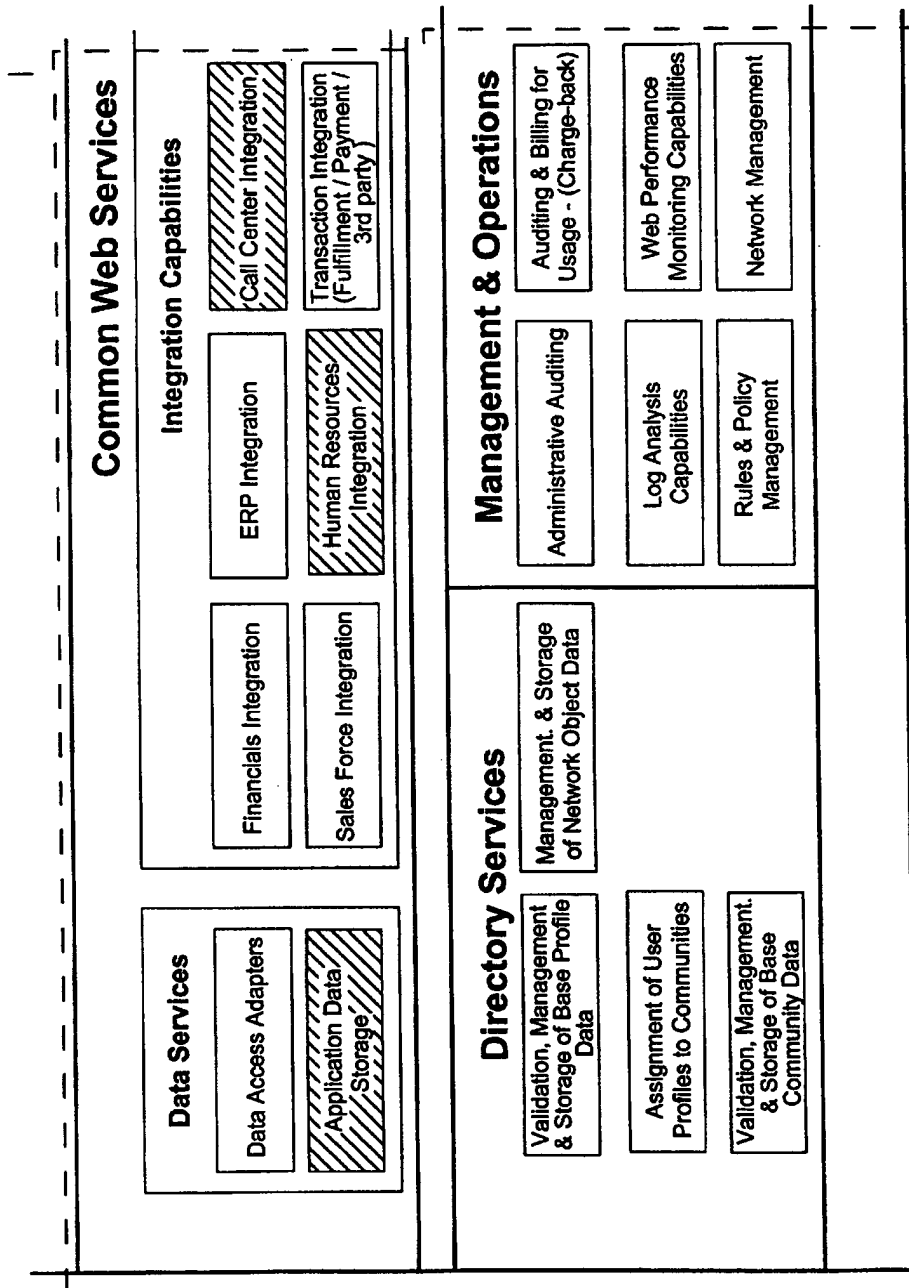 Common Web Services
Data Services
Data Access Adapters
Application Data
Storage
Integration Capabilities
Financials Integration
ERP Integration
Call Center Integration
Sales Force Integration
Human Resources
Integration
Transaction Integration
(Fulfillment / Payment /
3rd party )
Directory Services
Validation, Management
& Storage of Base Profile
Data
Management. & Storage
of Network Object Data
Assignment of User
Profiles to Communities
Validation, Management.
& Storage of Base
Community Data
Management & Operations
Administrative Auditing
Auditing & Billing for
Usage - (Charge-back)
Log Analysis
Capabilities
Web Performance
Monitoring Capabilities
Rules & Policy
Management
Network Management